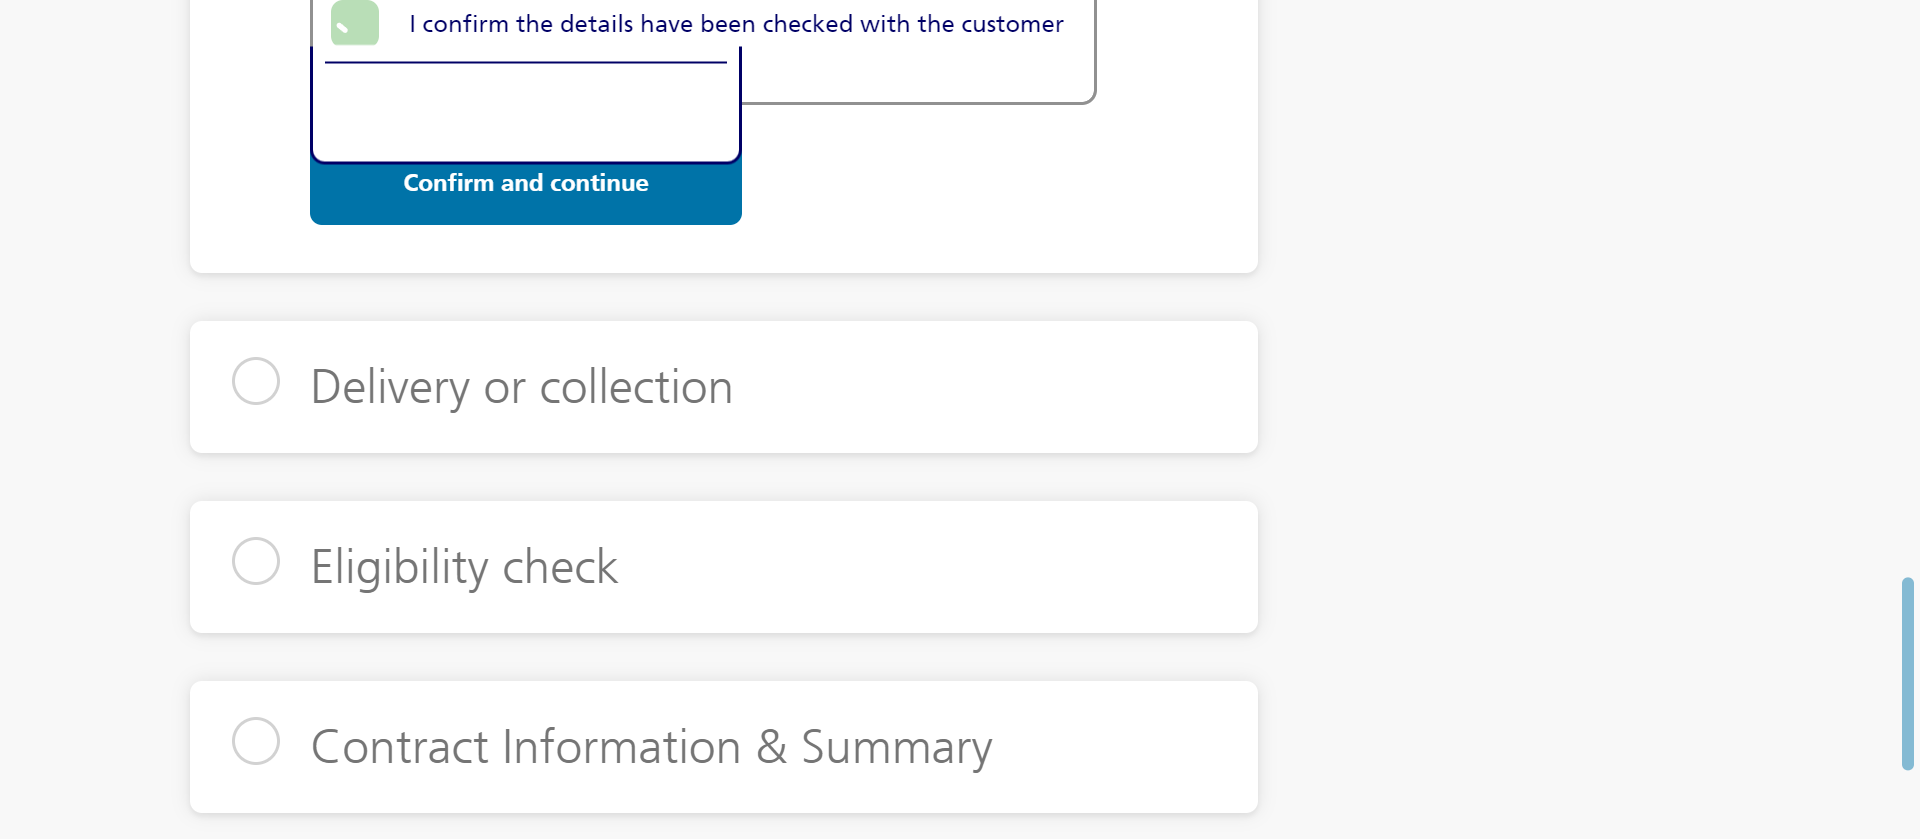 I confirm the details have been checked with the customer
Confirm and continue
Delivery or collection
Eligibility check
Contract Information & Summary